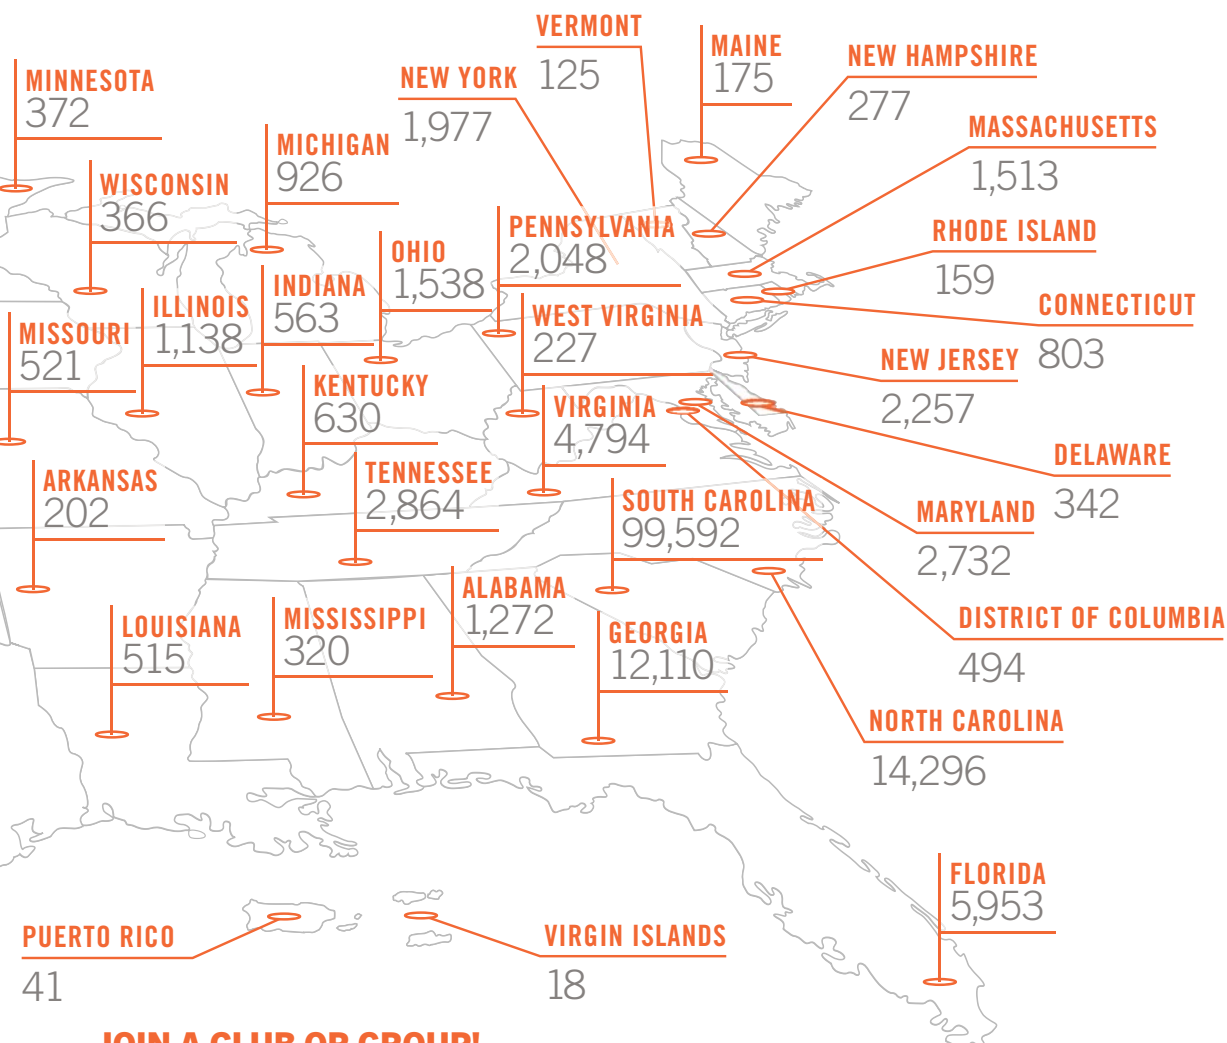 VERMONT
125
MAINE
175
NEW HAMPSHIRE
277
NEW YORK
1,977
MINNESOTA
372
MASSACHUSETTS
1,513
MICHIGAN
926
WISCONSIN
366
PENNSYLVANIA
2,048
RHODE ISLAND
159
OHIO
1,538
INDIANA
563
ILLINOIS
1,138
CONNECTICUT
803
WEST VIRGINIA
227
MISSOURI
521
NEW JERSEY
2,257
KENTUCKY
630
VIRGINIA
4,794
DELAWARE
342
TENNESSEE
2,864
ARKANSAS
202
SOUTH CAROLINA
99,592
MARYLAND
2,732
ALABAMA
1,272
DISTRICT OF COLUMBIA
494
MISSISSIPPI
320
LOUISIANA
515
GEORGIA
12,110
NORTH CAROLINA
14,296
FLORIDA
5,953
PUERTO RICO
41
VIRGIN ISLANDS
18
JOIN A CLUB OR GROUP!